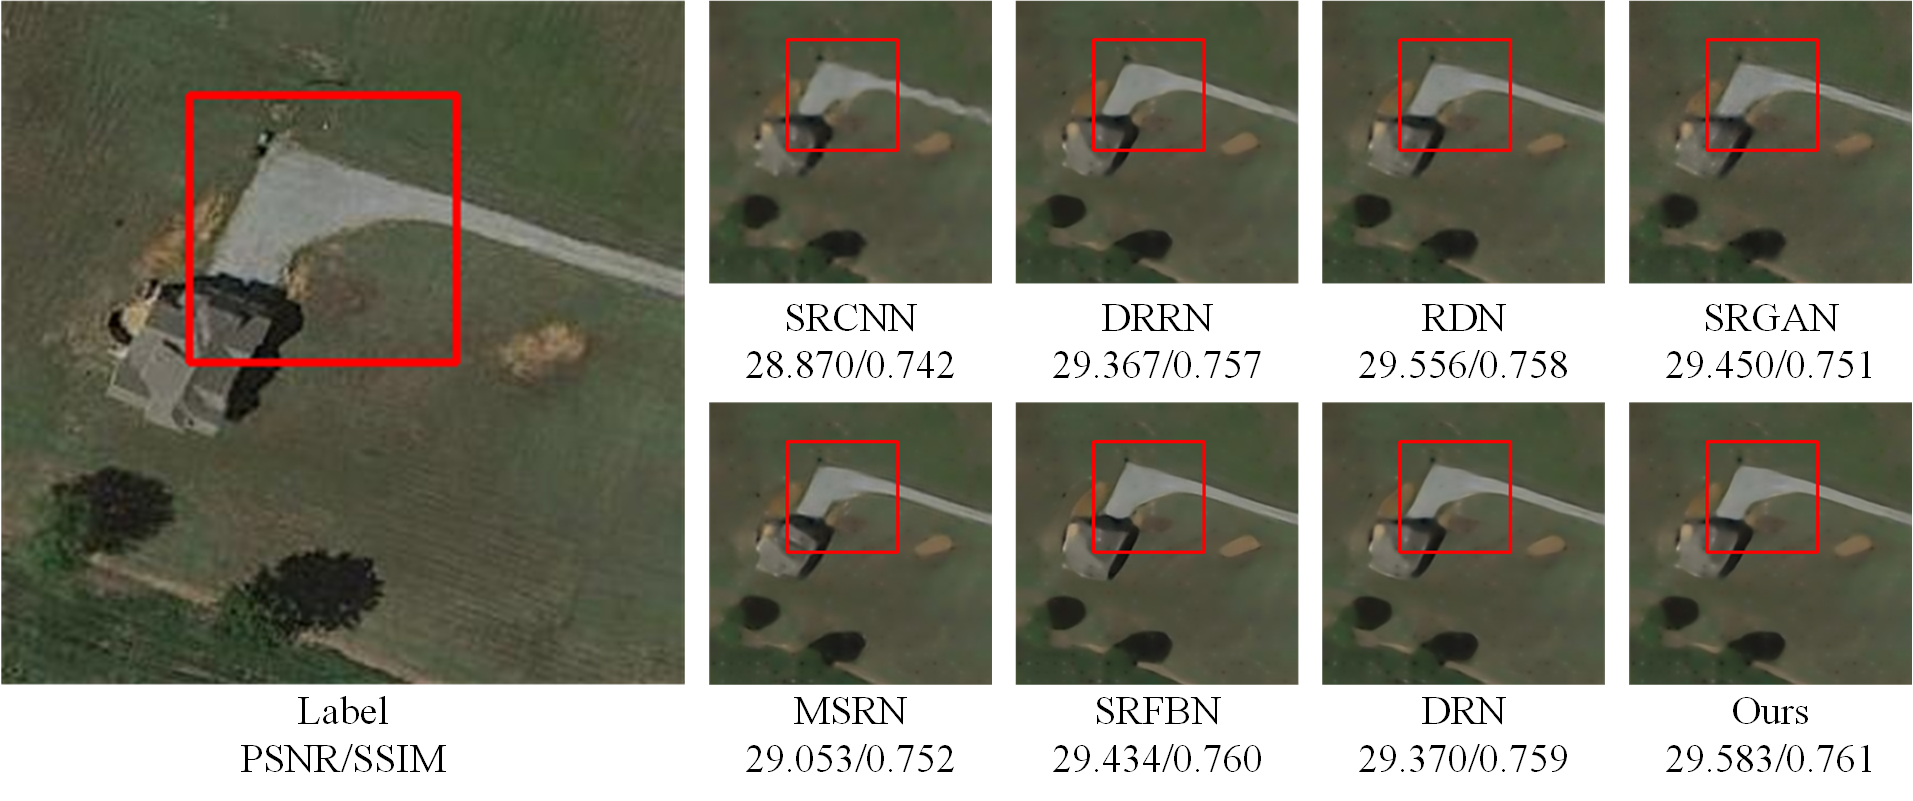 SRCNN
28.870/0.742
DRRN
29.367/0.757
RDN
29.556/0.758
SRGAN
29.450/0.751
Label
PSNR/SSIM
MSRN
29.053/0.752
SRFBN
29.434/0.760
DRN
29.370/0.759
Ours
29.583/0.761